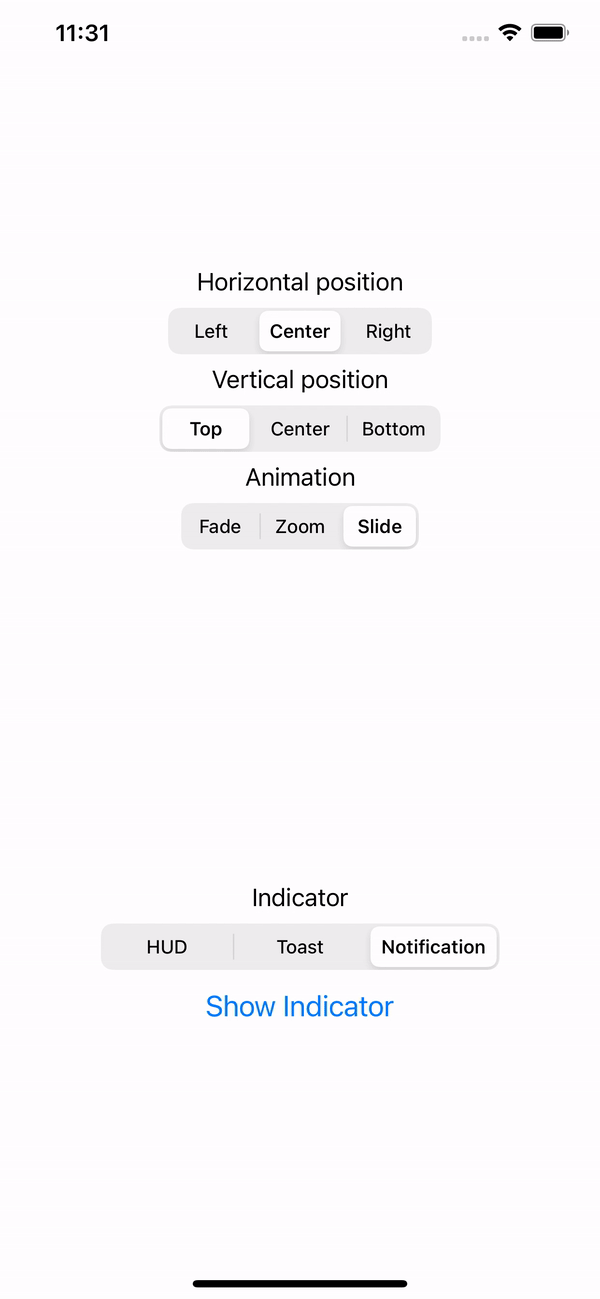 11:31
Horizontal position
Left Center Right
Vertical position
Top Center Bottom
Animation
Fade Zoom Slide
Indicator
HUD Toast Notification
Show Indicator